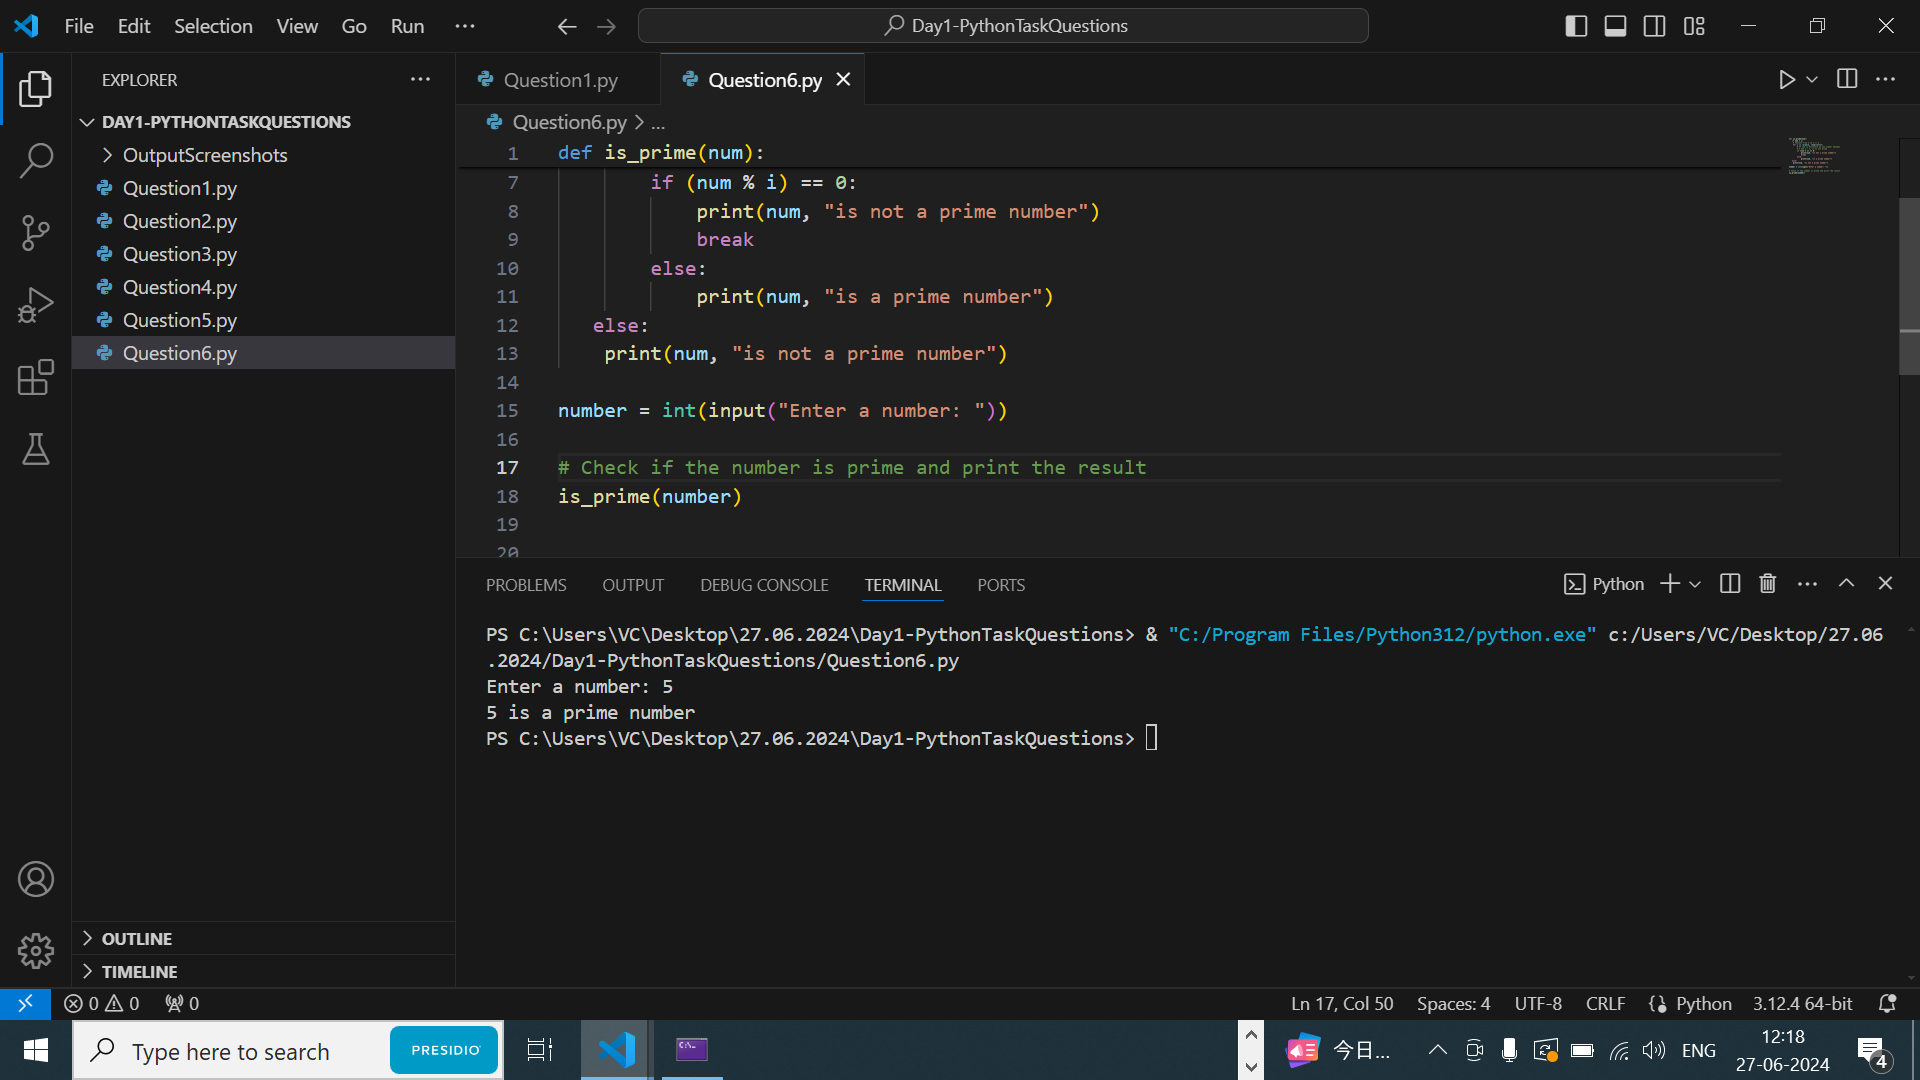 File Edit Selection View Go Run ...
Day1-PythonTaskQuestions
EXPLORER
DAY1-PYTHONTASKQUESTIONS
OutputScreenshots
Question1.py
Question2.py
Question3.py
Question4.py
Question5.py
Question6.py
OUTLINE
TIMELINE
Question1.py Question6.py
Question6.py > ...
1 def is_prime(num):
7 if (num % i) == 0:
8 print(num, "is not a prime number")
9 break
10 else:
11 print(num, "is a prime number")
12 else:
13 print(num, "is not a prime number")
14
15 number = int(input("Enter a number: "))
16
17 # Check if the number is prime and print the result
18 is_prime(number)
19
20
PROBLEMS OUTPUT DEBUG CONSOLE TERMINAL PORTS
Python
PS C:\Users\VC\Desktop\27.06.2024\Day1-PythonTaskQuestions> & "C:/Program Files/Python312/python.exe" c:/Users/VC/Desktop/27.06
.2024/Day1-PythonTaskQuestions/Question6.py
Enter a number: 5
5 is a prime number
PS C:\Users\VC\Desktop\27.06.2024\Day1-PythonTaskQuestions>
0 0 0
Ln 17, Col 50 Spaces: 4 UTF-8 CRLF Python 3.12.4 64-bit
Type here to search PRESIDIO
今日...
ENG
12:18
27-06-2024
4